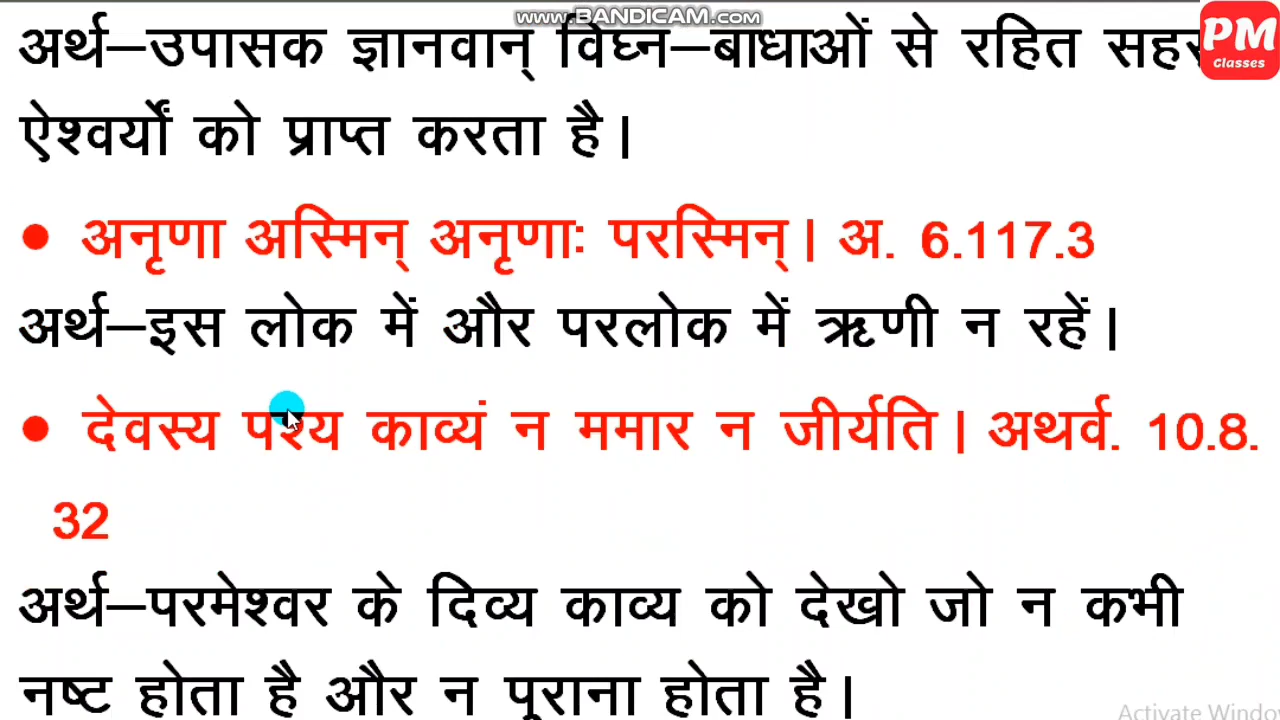 www.BANDICAM.com
अर्थ–उपासक ज्ञानवान् विघ्न–बाधाओं से रहित
PM
Classes
ऐश्वर्यों को प्राप्त करता है।
• अनृणा अस्मिन् अनृणाः परस्मिन्। अ. 6.117.3
अर्थ–इस लोक में और परलोक में ऋणी न रहें।
• देवस्य पश्य काव्यं न ममार न जीर्यति। अथर्व. 10.8.
32
अर्थ–परमेश्वर के दिव्य काव्य को देखो जो न कभी
नष्ट होता है और न पुराना होता है।
Activate Windo